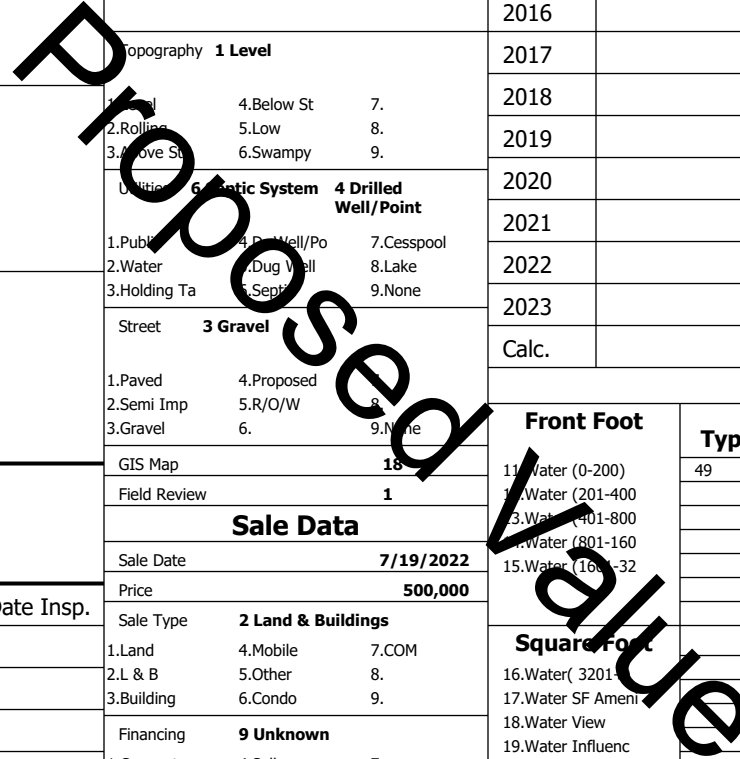 Topography 1 Level
1.Level 4.Below St 7.
2.Rolling 5.Low 8.
3.Above St 6.Swampy 9.
Utilities 6 Septic System 4 Drilled
Well/Point
1.Public 4.Dr Well/Po 7.Cesspool
2.Water 5.Dug Well 8.Lake
3.Holding Ta 6.Septic 9.None
Street 3 Gravel
1.Paved 4.Proposed 7.
2.Semi Imp 5.R/O/W 8.
3.Gravel 6. 9.None
GIS Map 18
Field Review 1
Sale Data
Sale Date 7/19/2022
Price 500,000
Sale Type 2 Land & Buildings
1.Land 4.Mobile 7.COM
2.L & B 5.Other 8.
3.Building 6.Condo 9.
Financing 9 Unknown
Date Insp.
2016
2017
2018
2019
2020
2021
2022
2023
Calc.
Front Foot
Typ
11.Water (0-200) 49
12.Water (201-400
13.Water (401-800
14.Water (801-160
15.Water (1601-32
Square Foot
16.Water( 3201-
17.Water SF Ameni
18.Water View
19.Water Influenc
Proposed Value